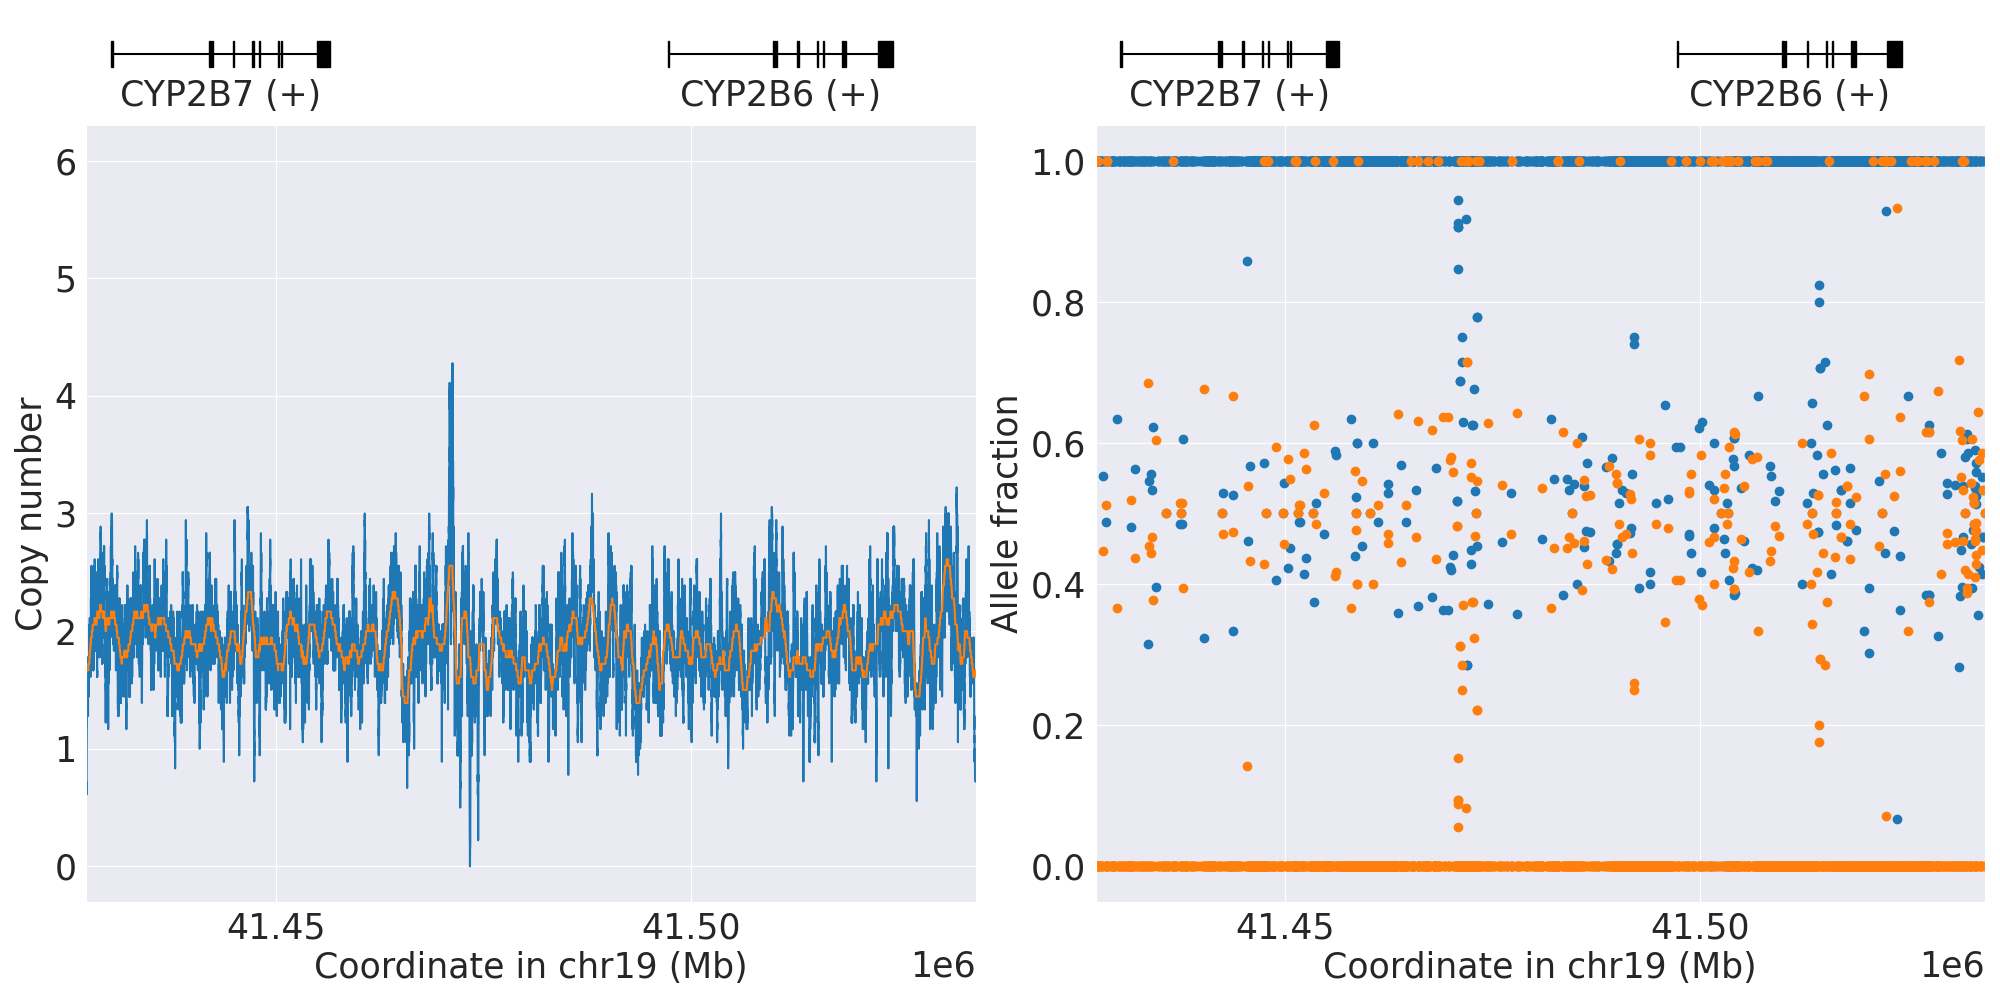 CYP2B7 (+)
CYP2B6 (+)
CYP2B7 (+)
CYP2B6 (+)
6
5
4
3
2
1
0
Copy number
41.45
41.50
Coordinate in chr19 (Mb)
1e6
1.0
0.8
0.6
0.4
0.2
0.0
Allele fraction
41.45
41.50
Coordinate in chr19 (Mb)
1e6